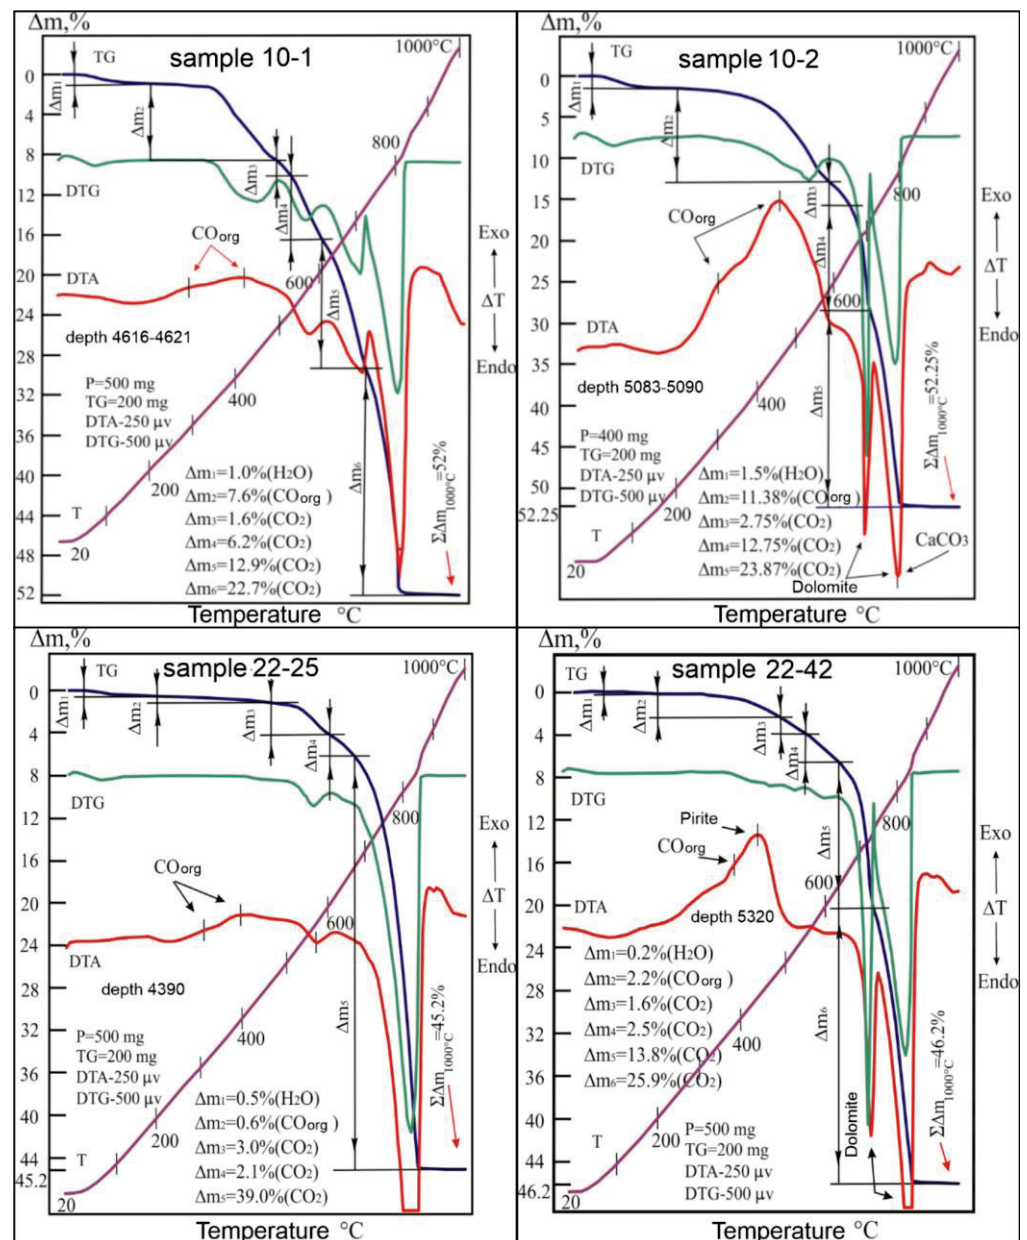 Δm,%
sample 10-1
TG
1000°C
0
4
8
12
16
20
24
28
32
36
40
44
48
52
Δm₁
Δm₂
Δm₃
Δm₄
Δm₅
Δm₆
800
600
400
200
20
DTG
COorg
DTA
T
depth 4616-4621
P=500 mg
TG=200 mg
DTA-250 μv
DTG-500 μv
Δm₁=1.0%(H₂O)
Δm₂=7.6%(COorg)
Δm₃=1.6%(CO₂)
Δm₄=6.2%(CO₂)
Δm₅=12.9%(CO₂)
Δm₆=22.7%(CO₂)
ΣΔm1000°C=52%
Exo
ΔT
Endo
Temperature °C
Δm,%
sample 10-2
TG
1000°C
0
5
10
15
20
25
30
35
40
45
50
52.25
Δm₁
Δm₂
Δm₃
Δm₄
Δm₅
800
600
400
200
20
DTG
COorg
DTA
T
depth 5083-5090
P=400 mg
TG=200 mg
DTA-250 μv
DTG-500 μv
Δm₁=1.5%(H₂O)
Δm₂=11.38%(COorg)
Δm₃=2.75%(CO₂)
Δm₄=12.75%(CO₂)
Δm₅=23.87%(CO₂)
Dolomite
CaCO₃
ΣΔm1000°C=52.25%
Exo
ΔT
Endo
Temperature °C
Δm,%
sample 22-25
TG
1000°C
0
4
8
12
16
20
24
28
32
36
40
44
45.2
Δm₁
Δm₂
Δm₃
Δm₄
Δm₅
800
600
400
200
20
DTG
COorg
DTA
T
depth 4390
P=500 mg
TG=200 mg
DTA-250 μv
DTG-500 μv
Δm₁=0.5%(H₂O)
Δm₂=0.6%(COorg)
Δm₃=3.0%(CO₂)
Δm₄=2.1%(CO₂)
Δm₅=39.0%(CO₂)
ΣΔm1000°C=45.2%
Exo
ΔT
Endo
Temperature °C
Δm,%
sample 22-42
TG
1000°C
0
4
8
12
16
20
24
28
32
36
40
44
46.2
Δm₁
Δm₂
Δm₃
Δm₄
Δm₅
Δm₆
800
600
400
200
20
DTG
Pirite
COorg
DTA
T
depth 5320
Δm₁=0.2%(H₂O)
Δm₂=2.2%(COorg)
Δm₃=1.6%(CO₂)
Δm₄=2.5%(CO₂)
Δm₅=13.8%(CO₂)
Δm₆=25.9%(CO₂)
P=500 mg
TG=200 mg
DTA-250 μv
DTG-500 μv
Dolomite
ΣΔm1000°C=46.2%
Exo
ΔT
Endo
Temperature °C